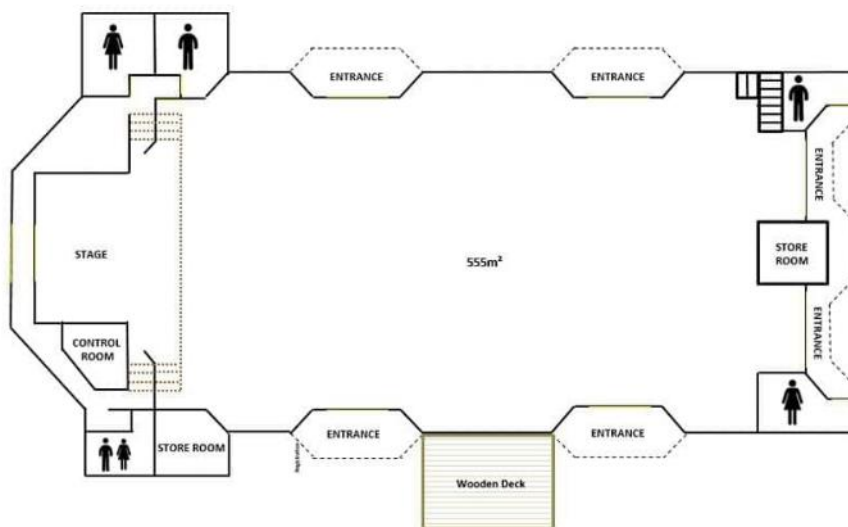 ENTRANCE
ENTRANCE
ENTRANCE
STAGE
555m²
STORE
ROOM
CONTROL
ROOM
ENTRANCE
STORE ROOM
ENTRANCE
ENTRANCE
Wooden Deck